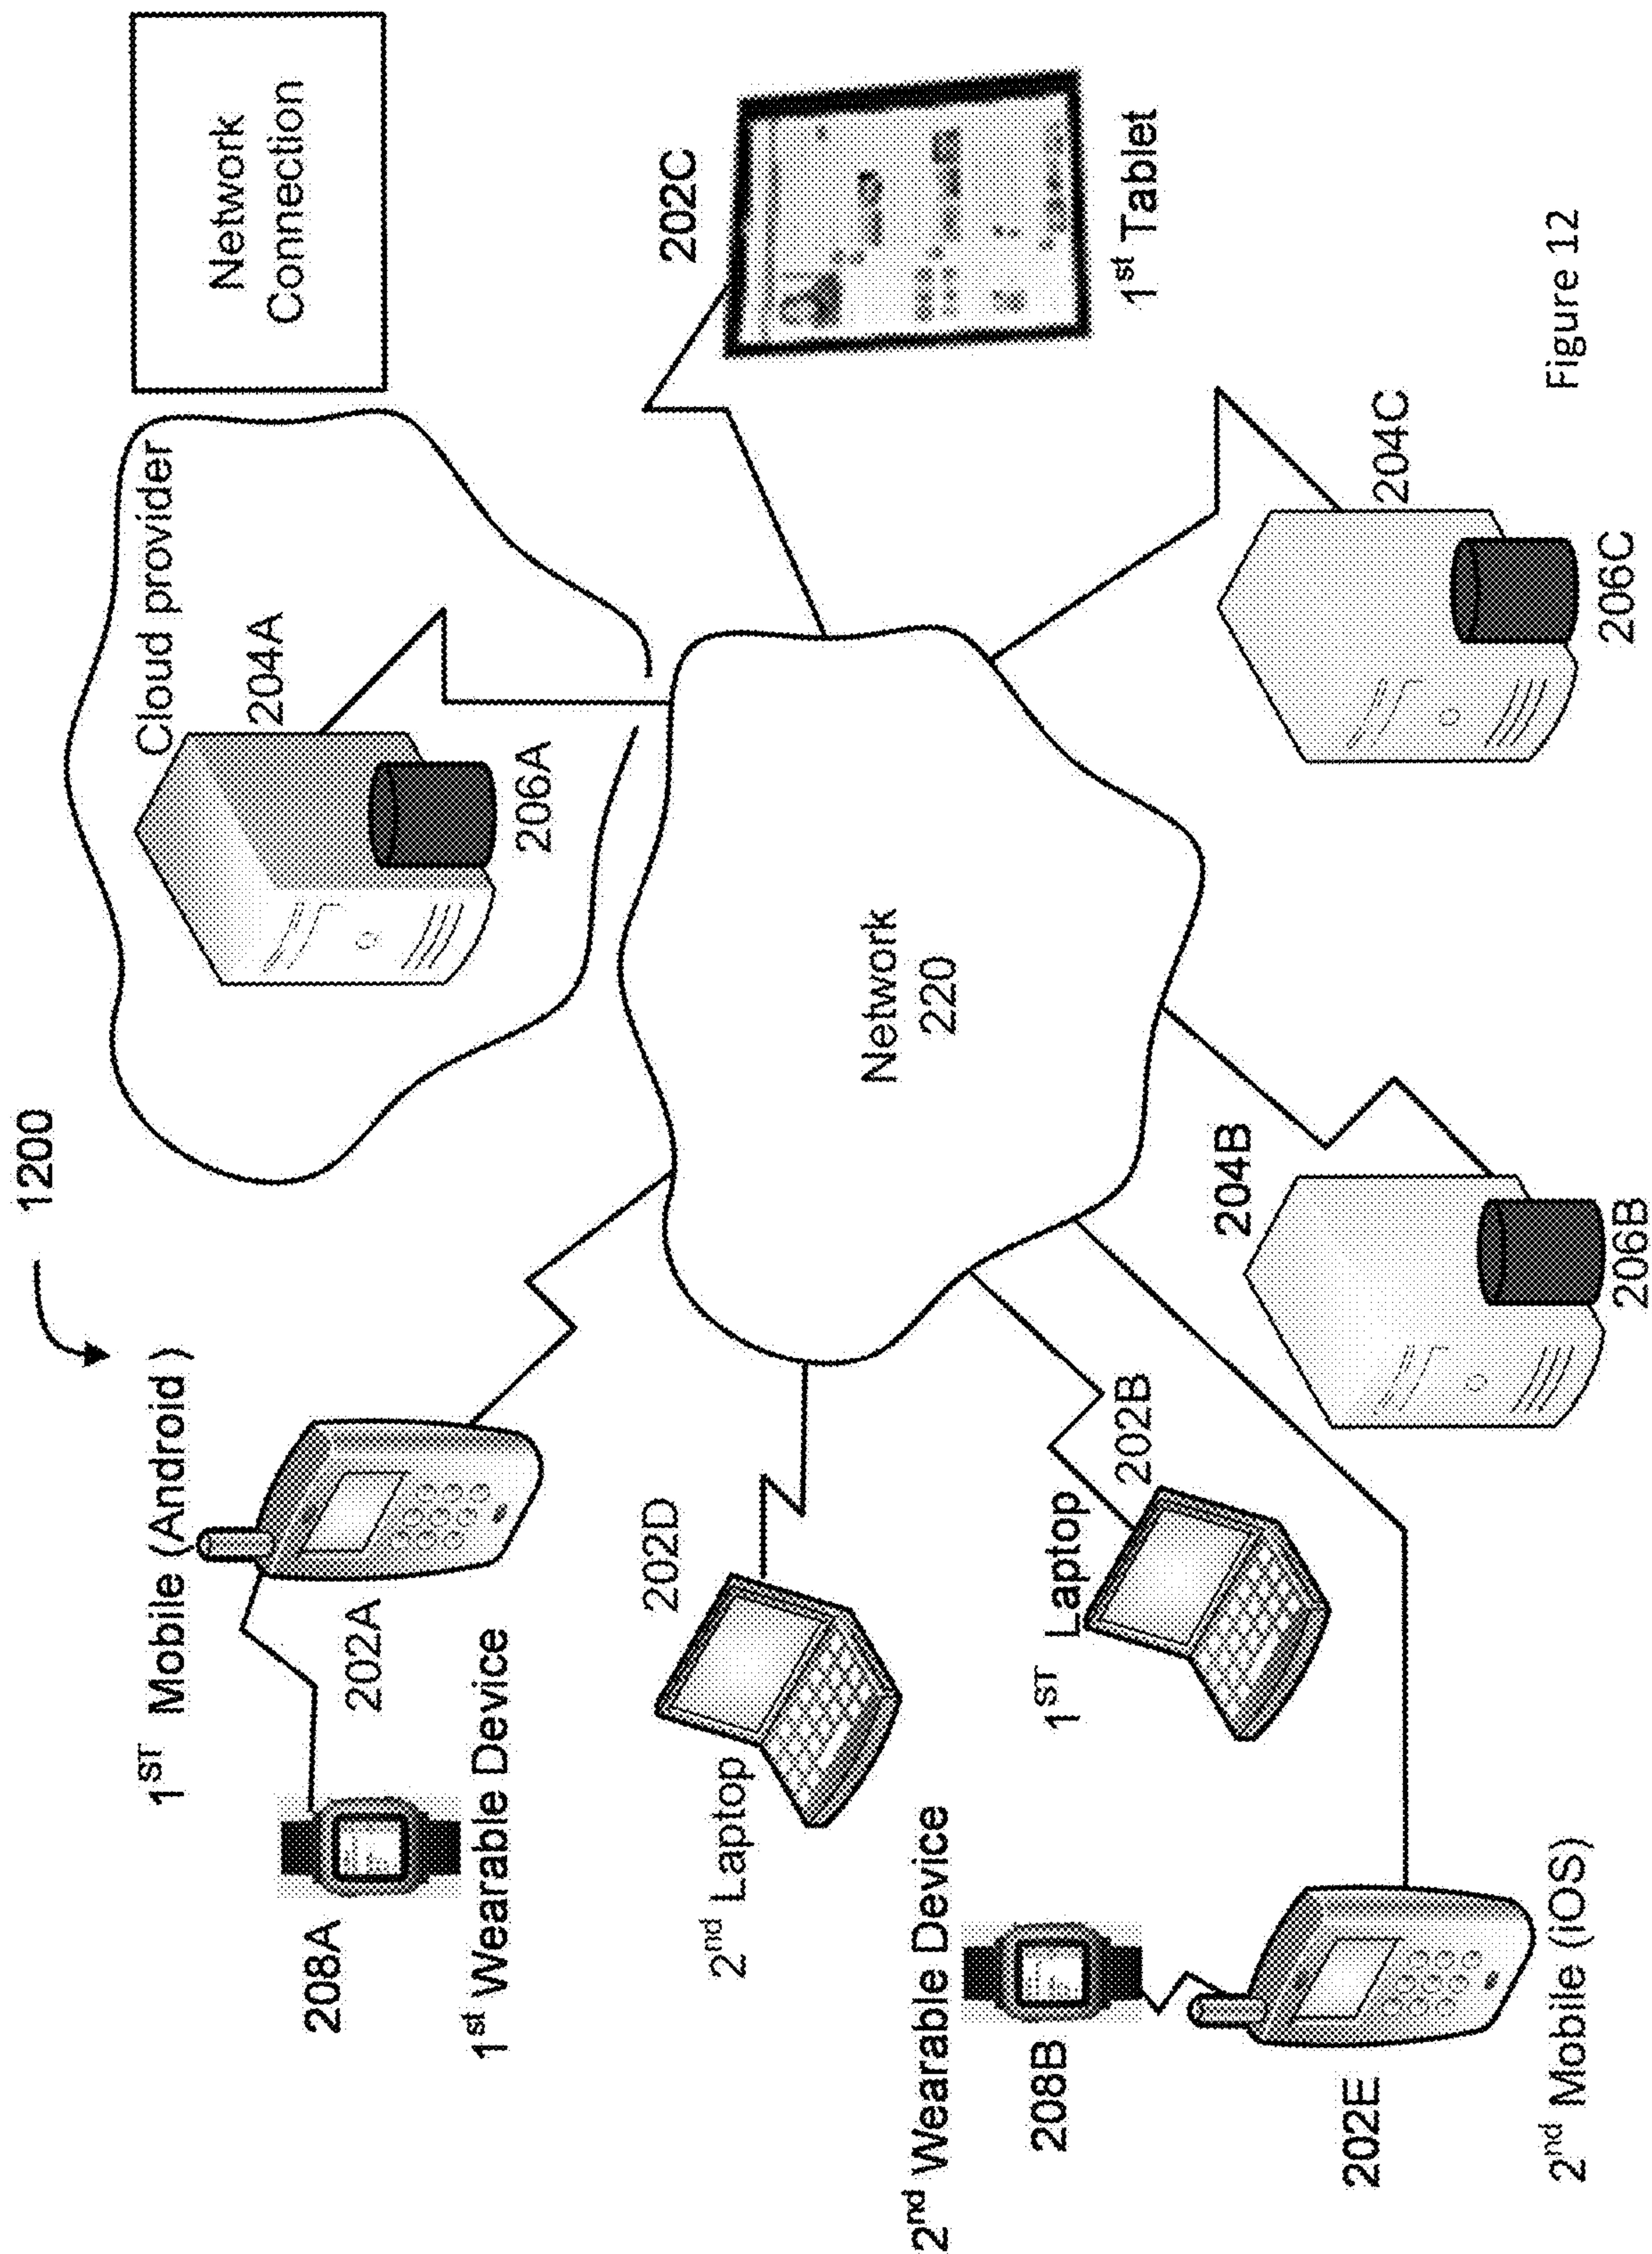 1200
Network
Connection
Cloud provider
204A
206A
1ST Mobile (Android)
202A
208A
1st Wearable Device
202D
2nd Laptop
Network
220
202C
1st Tablet
1ST Laptop
202B
2nd Wearable Device
208B
202E
2nd Mobile (iOS)
204B
206B
204C
206C
Figure 12